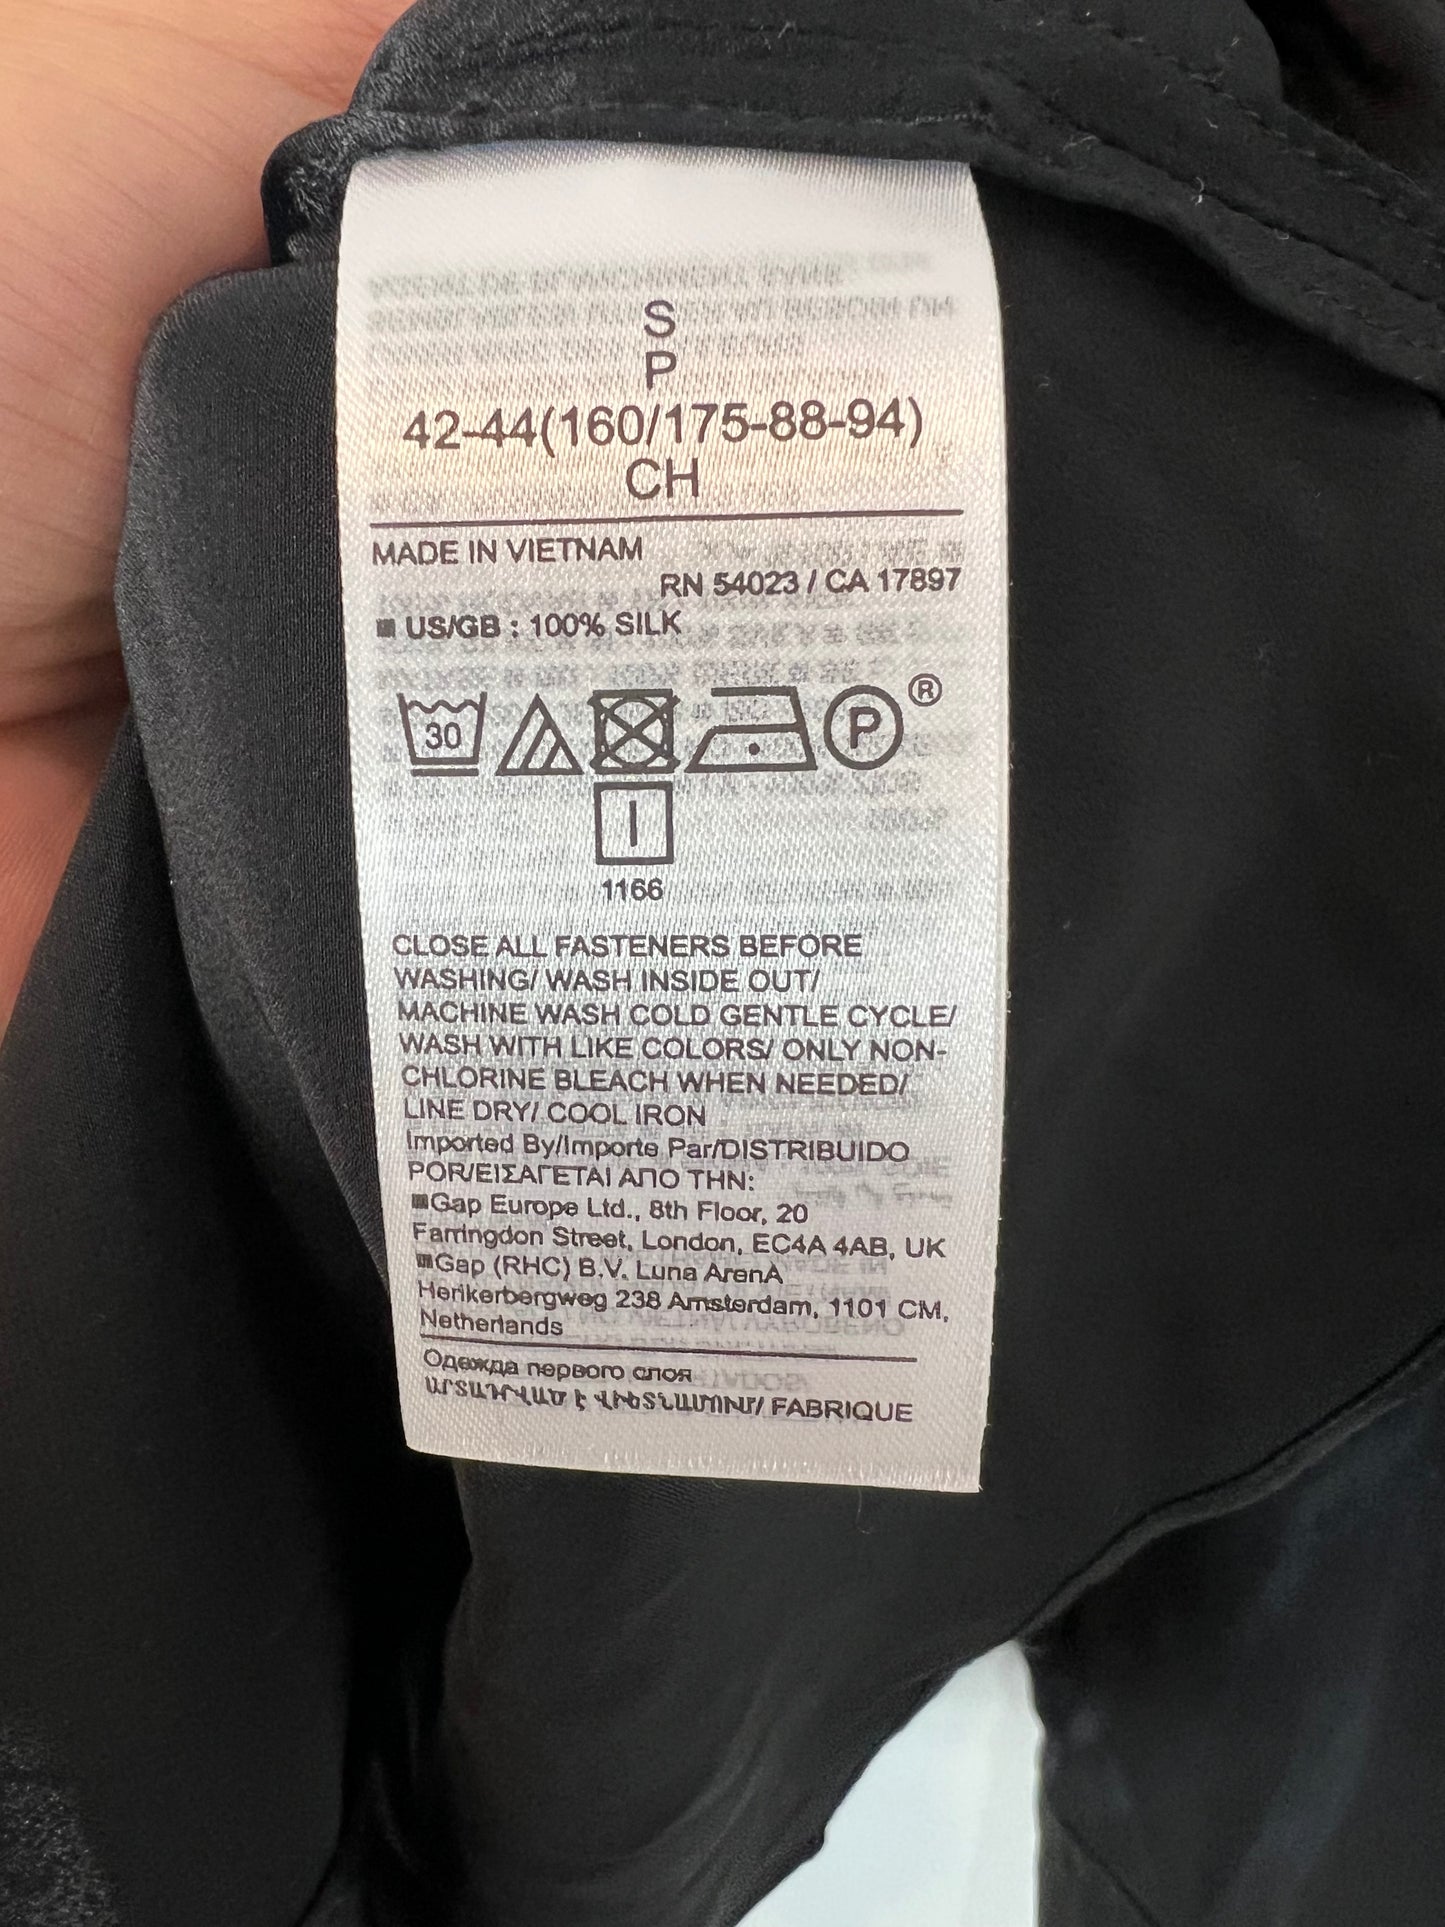 S
P
42-44(160/175-88-94)
CH
MADE IN VIETNAM
RN 54023 / CA 17897
US/GB : 100% SILK
30
P ®
1166
CLOSE ALL FASTENERS BEFORE
WASHING/ WASH INSIDE OUT/
MACHINE WASH COLD GENTLE CYCLE/
WASH WITH LIKE COLORS/ ONLY NON-
CHLORINE BLEACH WHEN NEEDED/
LINE DRY/ COOL IRON
Imported By/Importe Par/DISTRIBUIDO
POR/ΕΙΣΑΓΕΤΑΙ ΑΠΟ ΤΗΝ:
Gap Europe Ltd., 8th Floor, 20
Farringdon Street, London, EC4A 4AB, UK
Gap (RHC) B.V. Luna ArenA
Herikerbergweg 238 Amsterdam, 1101 CM,
Netherlands
Одежда первого слоя
ԱՐՏԱԴՐՎԱԾ Է ՎԻԵՏՆԱՄՈՒՄ/ FABRIQUE